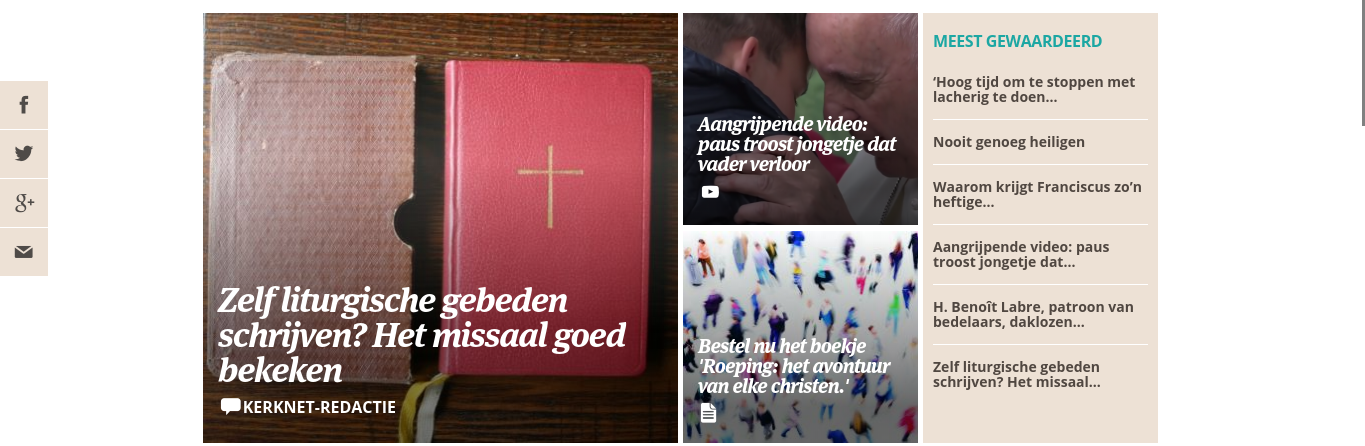 Zelf liturgische gebeden
schrijven? Het missaal goed
bekeken
KERKNET-REDACTIE
Aangrijpende video:
paus troost jongetje dat
vader verloor
Bestel nu het boekje
'Roeping: het avontuur
van elke christen.'
MEEST GEWAARDEERD
‘Hoog tijd om te stoppen met
lacherig te doen...
Nooit genoeg heiligen
Waarom krijgt Franciscus zo’n
heftige...
Aangrijpende video: paus
troost jongetje dat...
H. Benoît Labre, patroon van
bedelaars, daklozen...
Zelf liturgische gebeden
schrijven? Het missaal...